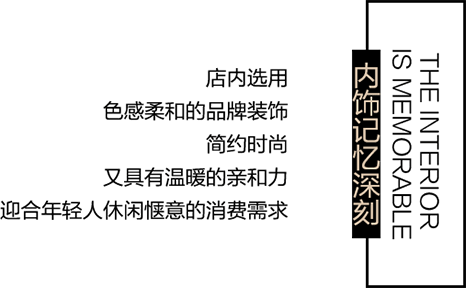 店内选用
色感柔和的品牌装饰
简约时尚
又具有温暖的亲和力
迎合年轻人休闲惬意的消费需求
内饰记忆深刻
THE INTERIOR
IS MEMORABLE